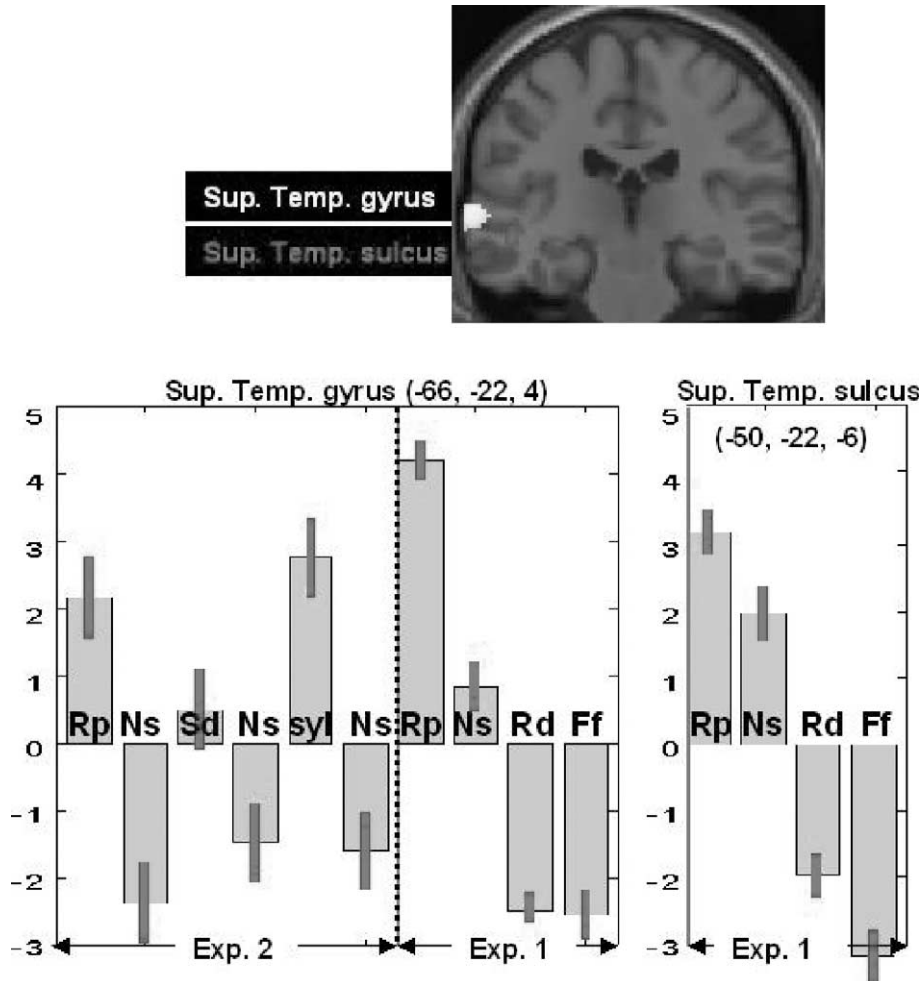 Sup. Temp. gyrus
Sup. Temp. sulcus
Sup. Temp. gyrus (-66, -22, 4)
Sup. Temp. sulcus
(-50, -22, -6)
5
4
3
2
1
0
-1
-2
-3
Rp Ns Sd Ns syl Ns Rp Ns Rd Ff
Exp. 2 Exp. 1
5
4
3
2
1
0
-1
-2
-3
Rp Ns Rd Ff
Exp. 1